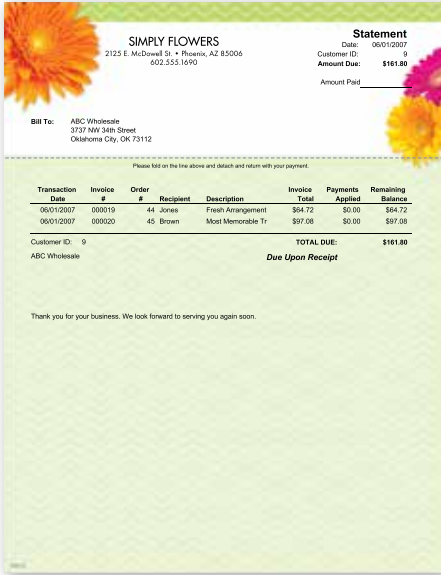 SIMPLY FLOWERS
2125 E. McDowell St. • Phoenix, AZ 85006
602.555.1690
Statement
Date: 06/01/2007
Customer ID: 9
Amount Due: $161.80
Amount Paid
Bill To: ABC Wholesale
3737 NW 34th Street
Oklahoma City, OK 73112
Please fold on the line above and detach and return with your payment.
Transaction Date Invoice # Order # Recipient Description Invoice Total Payments Applied Remaining Balance
06/01/2007 000019 44 Jones Fresh Arrangement $64.72 $0.00 $64.72
06/01/2007 000020 45 Brown Most Memorable Tr $97.08 $0.00 $97.08
Customer ID: 9 TOTAL DUE: $161.80
ABC Wholesale Due Upon Receipt
Thank you for your business. We look forward to serving you again soon.